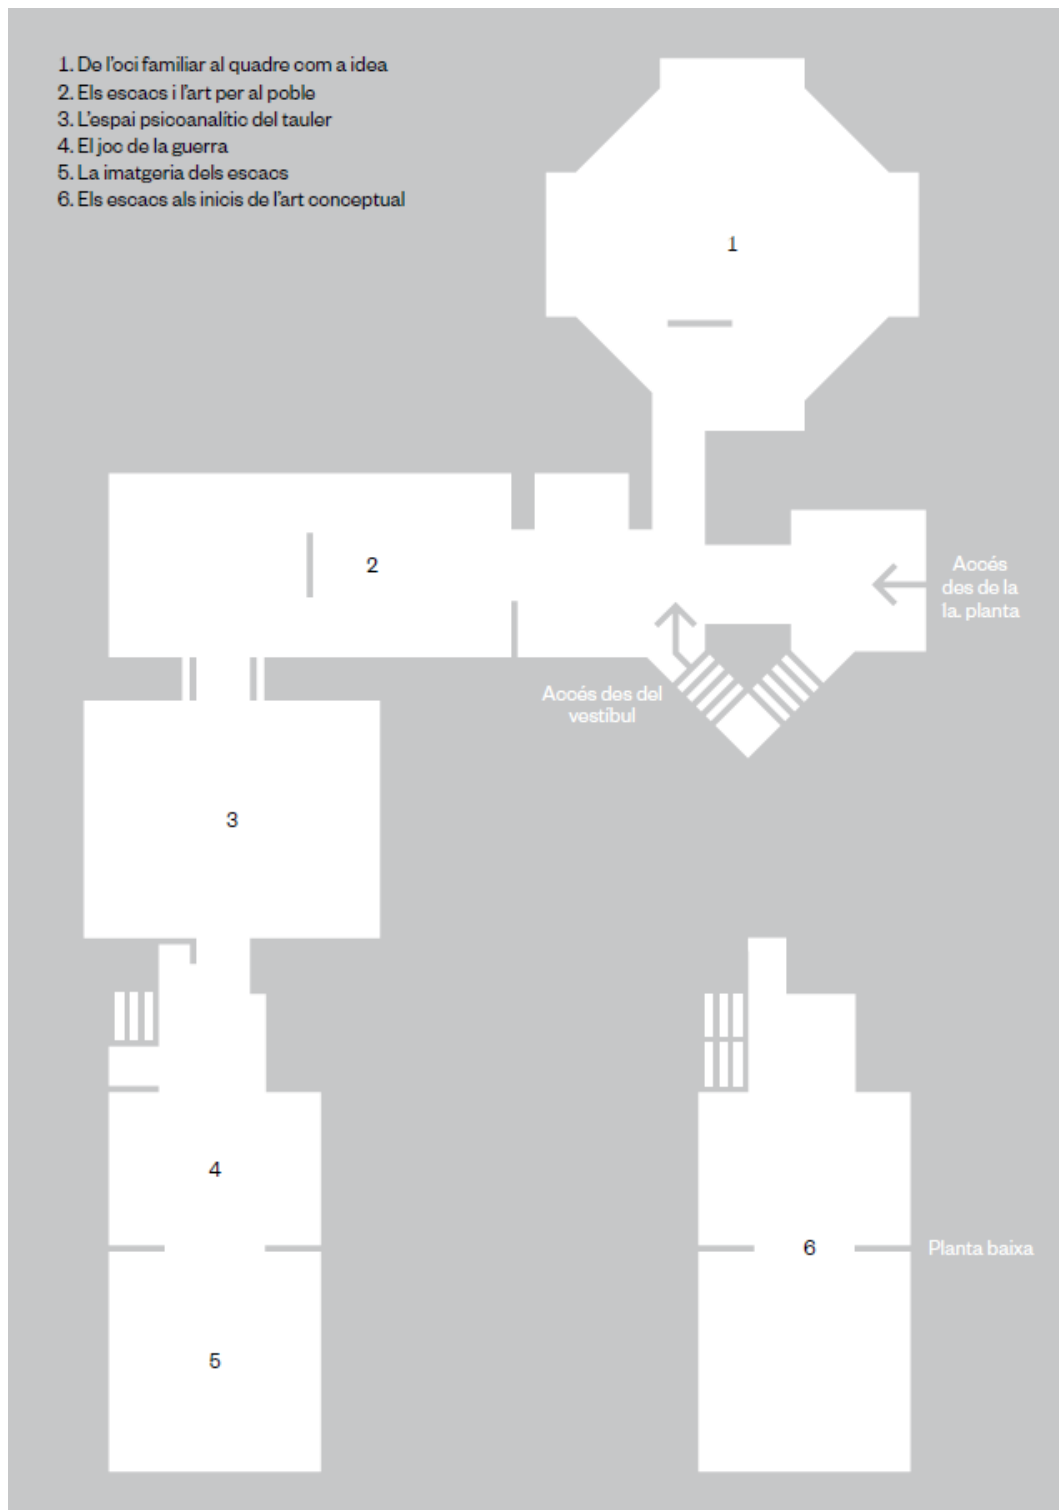 1. De l'oci familiar al quadre com a idea
2. Els escacs i l'art per al poble
3. L'espai psicoanalític del tauler
4. El joc de la guerra
5. La imatgeria dels escacs
6. Els escacs als inicis de l'art conceptual
1
2
Accés
des de la
1a. planta
Accés des del
vestíbul
3
4
6
Planta baixa
5